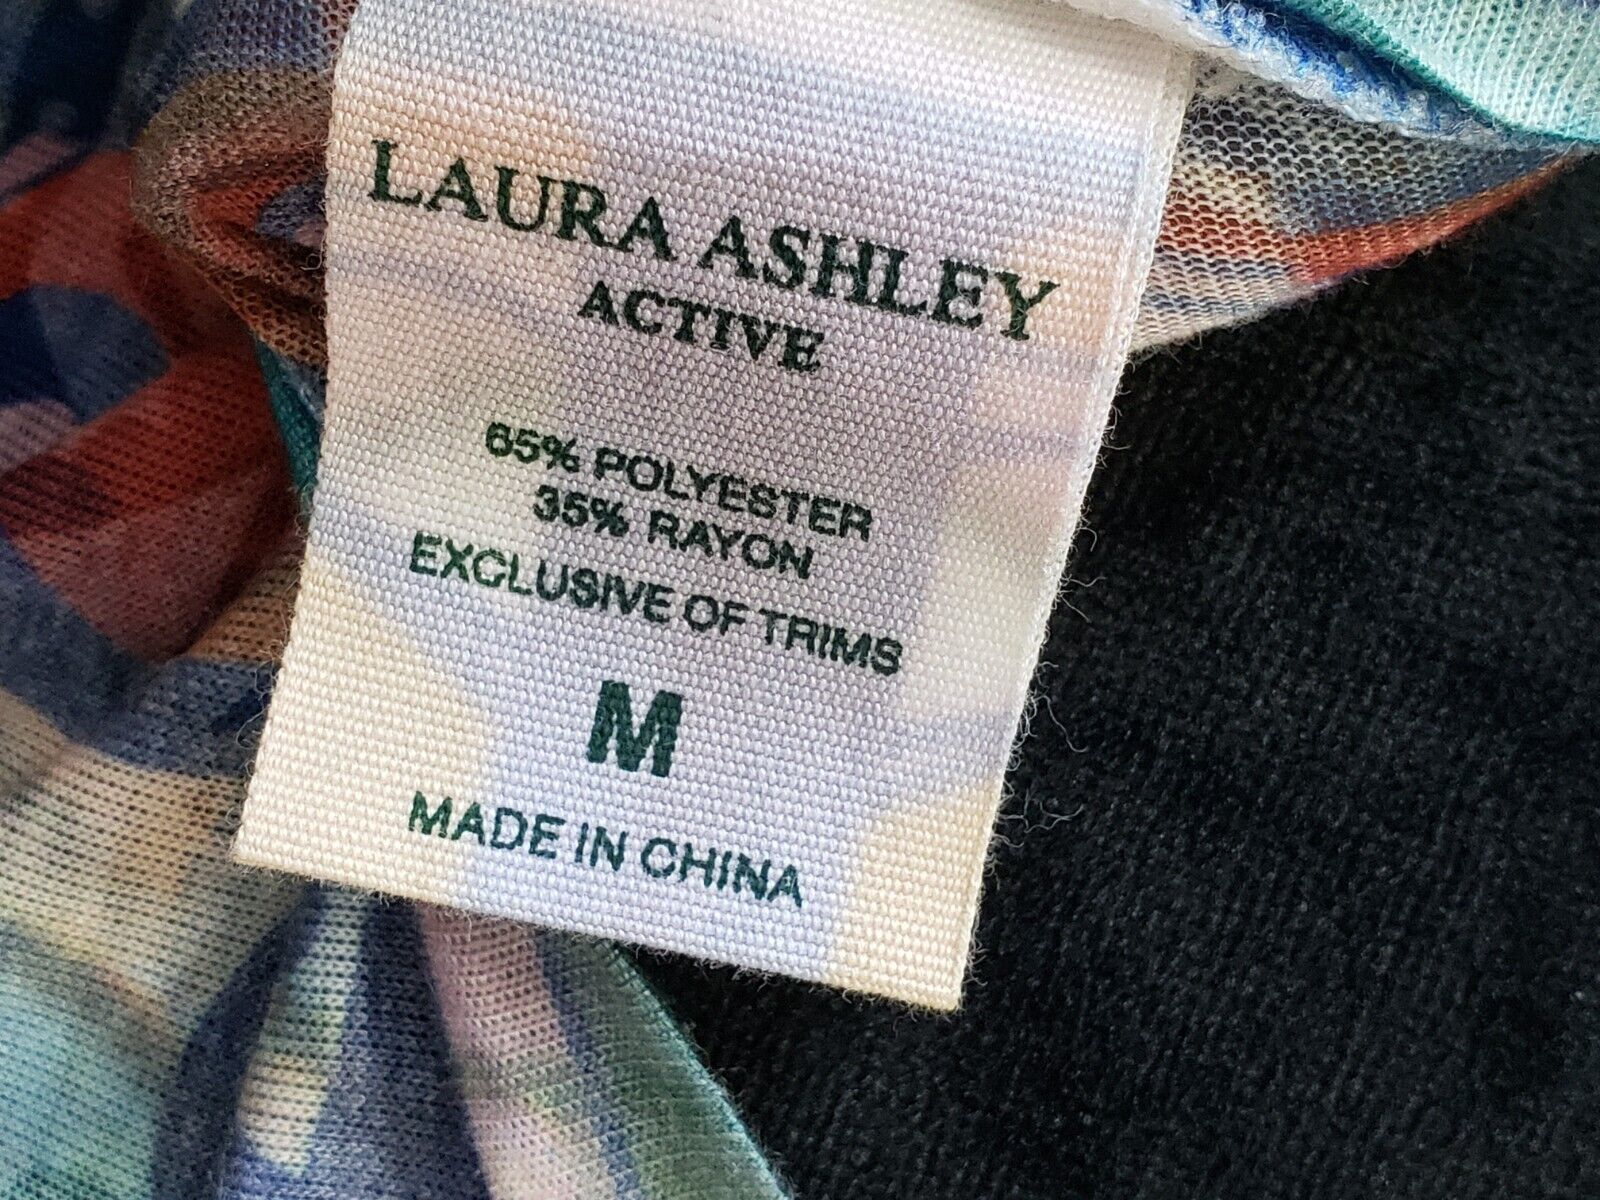 LAURA ASHLEY
ACTIVE
65% POLYESTER
35% RAYON
EXCLUSIVE OF TRIMS
M
MADE IN CHINA